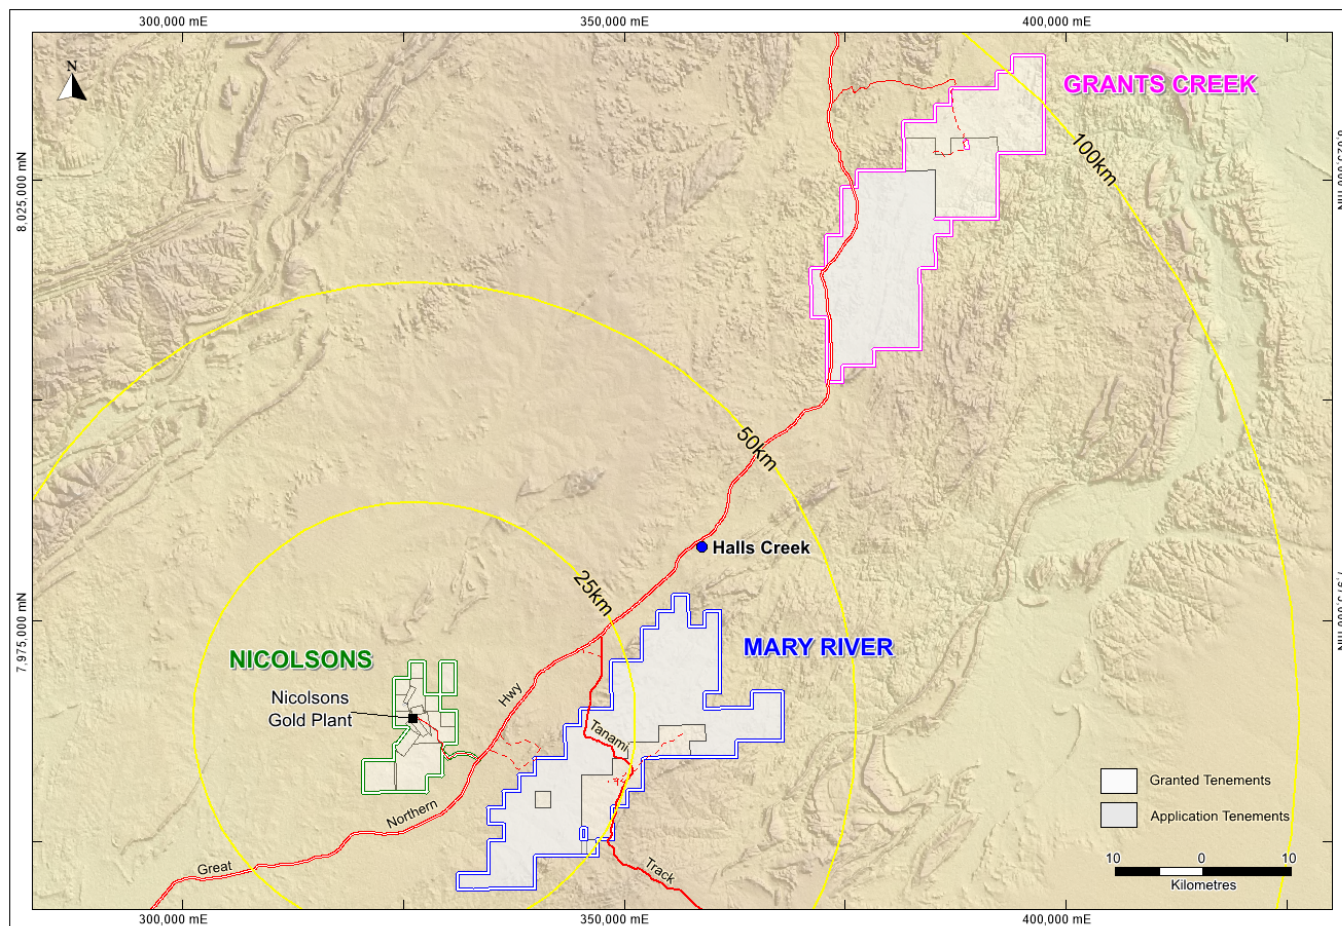 300,000 mE
350,000 mE
400,000 mE
N
GRANTS CREEK
100km
8,025,000 mN
50km
Halls Creek
25km
7,975,000 mN
MARY RIVER
NICOLSONS
Nicolsons
Gold Plant
Hwy
Tanami
Northern
Great
Track
Granted Tenements
Application Tenements
10 0 10
Kilometres
300,000 mE
350,000 mE
400,000 mE